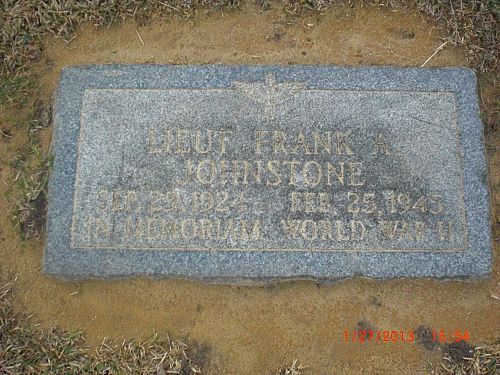 LIEUT FRANK A.
JOHNSTONE
SEP. 29, 1924 FEB. 25, 1945
IN MEMORIAM WORLD WAR II
1/27/2013